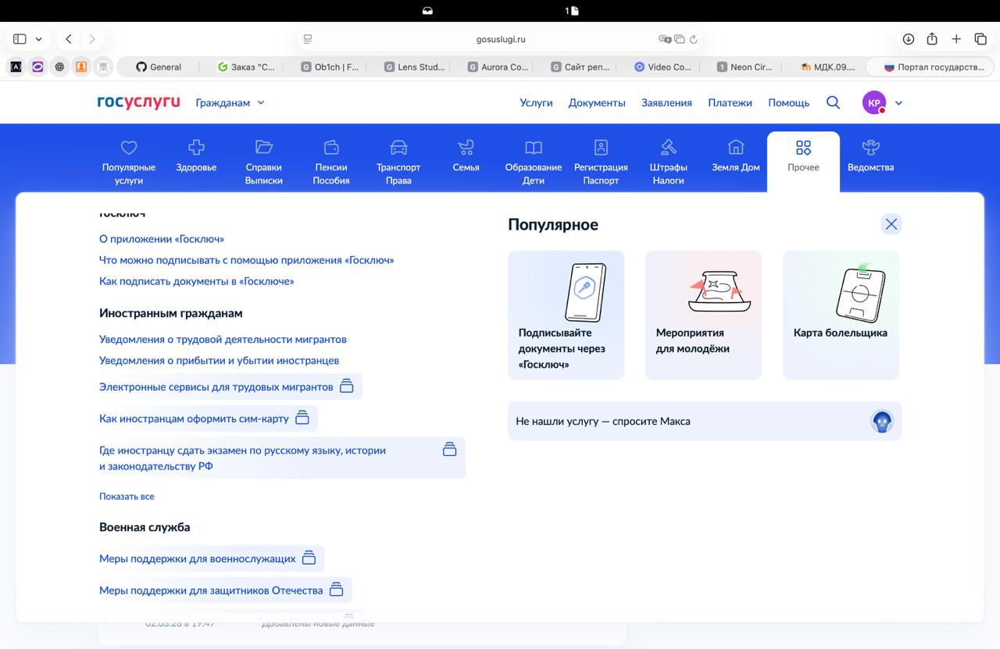 1
gosuslugi.ru
General
Заказ "С...
Ob1ch | F...
Lens Stud...
Aurora Co...
Сайт реп...
Video Co...
Neon Cir...
МДК.09....
Портал государств...
госуслуги
Гражданам
Услуги
Документы
Заявления
Платежи
Помощь
КР
Популярные
услуги
Здоровье
Справки
Выписки
Пенсии
Пособия
Транспорт
Права
Семья
Образование
Дети
Регистрация
Паспорт
Штрафы
Налоги
Земля Дом
Прочее
Ведомства
Госключ
О приложении «Госключ»
Что можно подписывать с помощью приложения «Госключ»
Как подписать документы в «Госключе»
Иностранным гражданам
Уведомления о трудовой деятельности мигрантов
Уведомления о прибытии и убытии иностранцев
Электронные сервисы для трудовых мигрантов
Как иностранцам оформить сим-карту
Где иностранцу сдать экзамен по русскому языку, истории
и законодательству РФ
Показать все
Военная служба
Меры поддержки для военнослужащих
Меры поддержки для защитников Отечества
Популярное
Подписывайте
документы через
«Госключ»
Мероприятия
для молодёжи
Карта болельщика
Не нашли услугу — спросите Макса
02.03.26 в 19:47
Добавлены новые данные